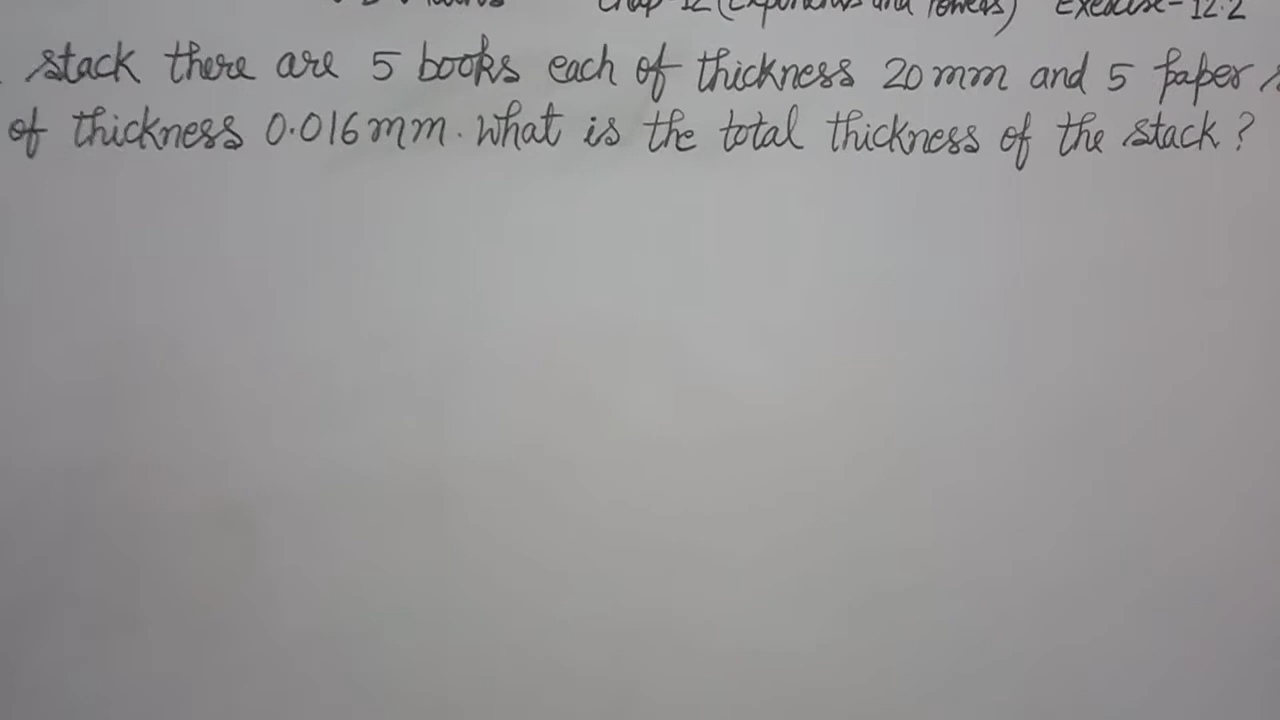 Chap-12 (Exponents and Powers) Exercise-12.2
stack there are 5 books each of thickness 20 mm and 5 paper
of thickness 0.016 mm. What is the total thickness of the stack?